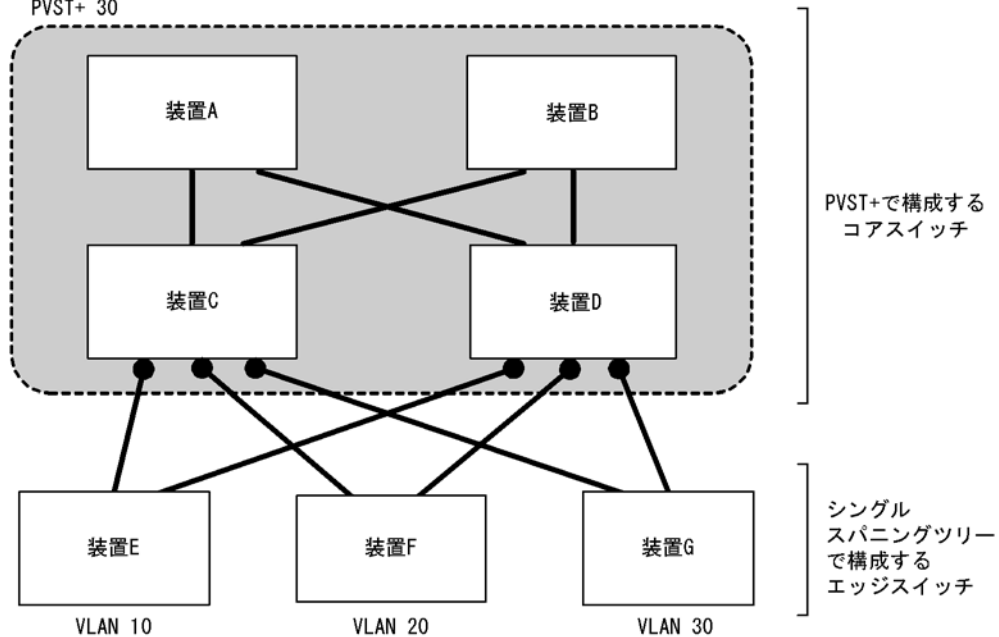 PVST+ 30
装置A
装置B
PVST+で構成する
コアスイッチ
装置C
装置D
シングル
スパニングツリー
で構成する
エッジスイッチ
装置E
装置F
装置G
VLAN 10
VLAN 20
VLAN 30